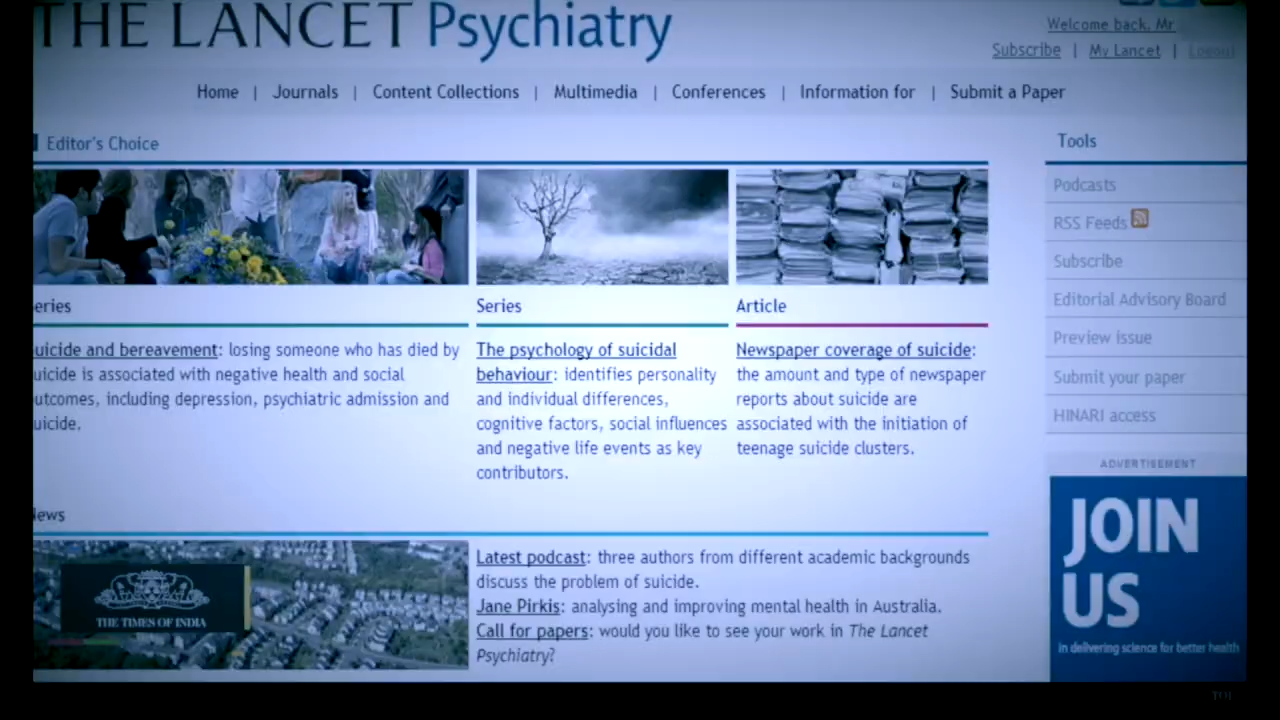 THE LANCET Psychiatry
Welcome back, Mr
Subscribe | My Lancet | Logout
Home | Journals | Content Collections | Multimedia | Conferences | Information for | Submit a Paper
Editor's Choice
Tools
Podcasts
RSS Feeds
Subscribe
Editorial Advisory Board
Preview issue
Submit your paper
HINARI access
eries
uicide and bereavement: losing someone who has died by
uicide is associated with negative health and social
utcomes, including depression, psychiatric admission and
uicide.
Series
The psychology of suicidal
behaviour: identifies personality
and individual differences,
cognitive factors, social influences
and negative life events as key
contributors.
Article
Newspaper coverage of suicide:
the amount and type of newspaper
reports about suicide are
associated with the initiation of
teenage suicide clusters.
ews
THE TIMES OF INDIA
Latest podcast: three authors from different academic backgrounds
discuss the problem of suicide.
Jane Pirkis: analysing and improving mental health in Australia.
Call for papers: would you like to see your work in The Lancet
Psychiatry?
ADVERTISEMENT
JOIN
US
in delivering science for better health
TOI